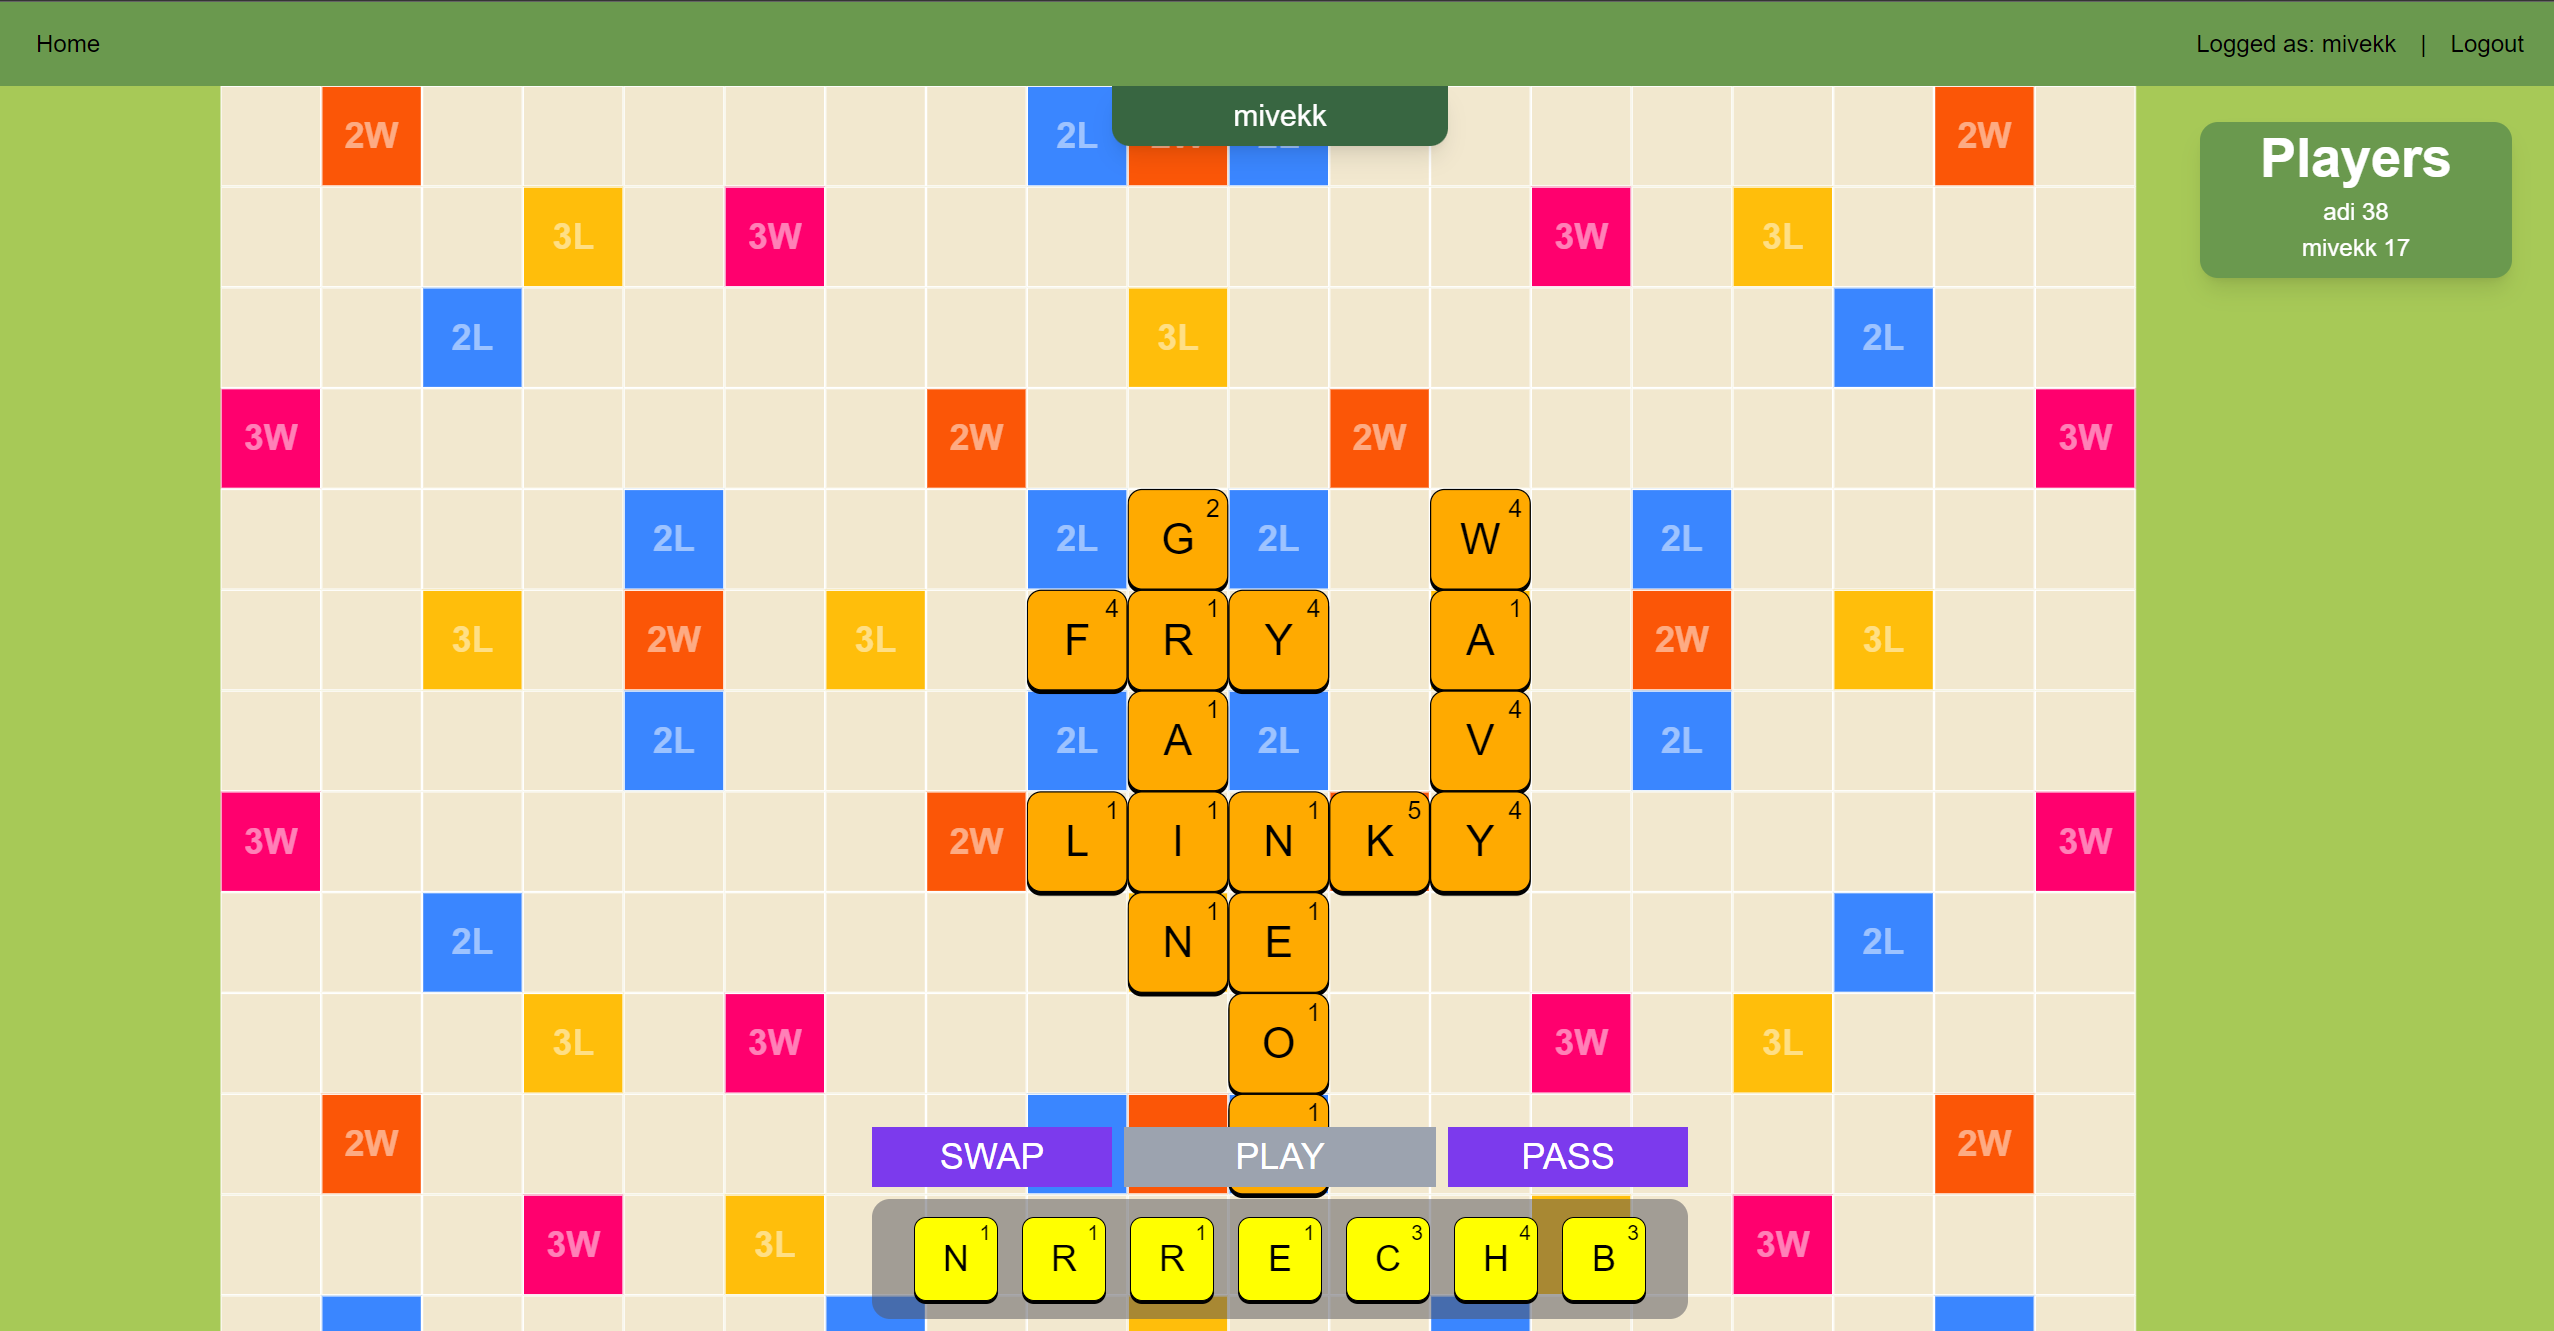 Home
Logged as: mivekk | Logout
mivekk
Players
adi 38
mivekk 17
2W 2L 2W
3L 3W 3W 3L
2L 3L 2L
3W 2W 2W 3W
2L 2L G 2 2L W 4 2L
3L 2W 3L F 4 R 1 Y 4 A 1 2W 3L
2L 2L A 1 2L V 4 2L
3W 2W L 1 I 1 N 1 K 5 Y 4 3W
2L N 1 E 1 2L
3L 3W O 1 3W 3L
2W 1 2W
SWAP PLAY PASS
3W 3L 3W
N 1 R 1 R 1 E 1 C 3 H 4 B 3